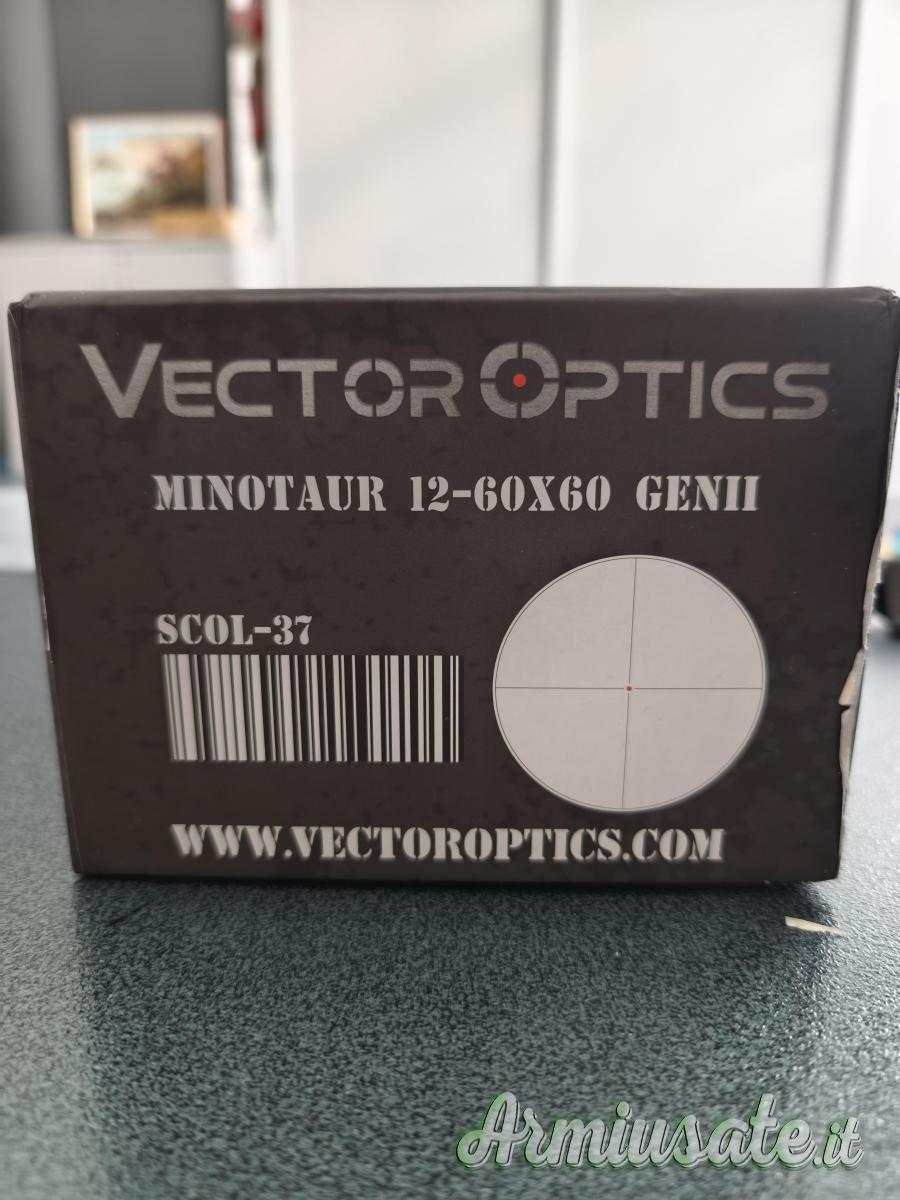 VECTOR OPTICS
MINOTAUR 12-60X60 GENII
SCOL-37
WWW.VECTOROPTICS.COM
Armiusate.it